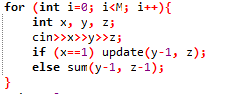 for (int i=0; i<M; i++){
int x, y, z;
cin>>x>>y>>z;
if (x==1) update(y-1, z);
else sum(y-1, z-1);
}